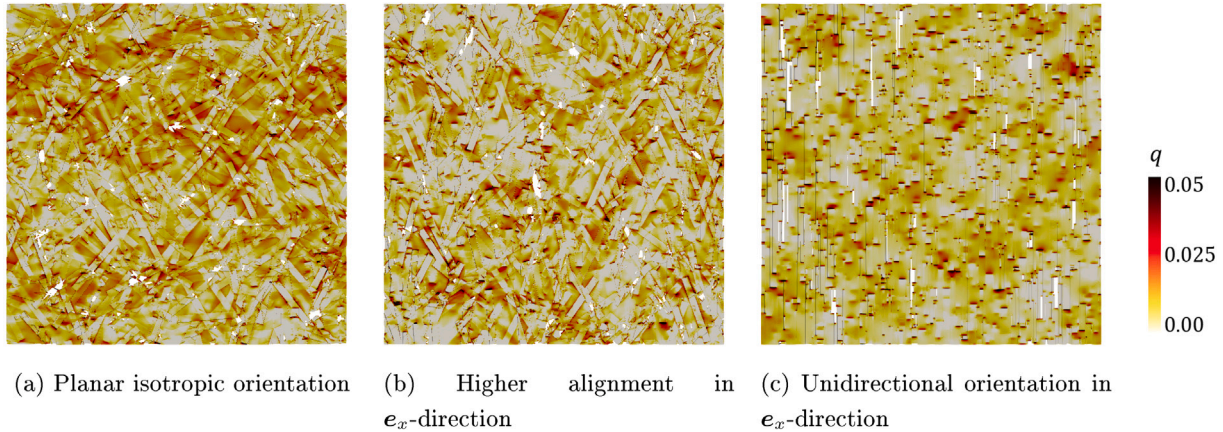 q
0.05
0.025
0.00
(a) Planar isotropic orientation
(b) Higher alignment in
e_x-direction
(c) Unidirectional orientation in
e_x-direction